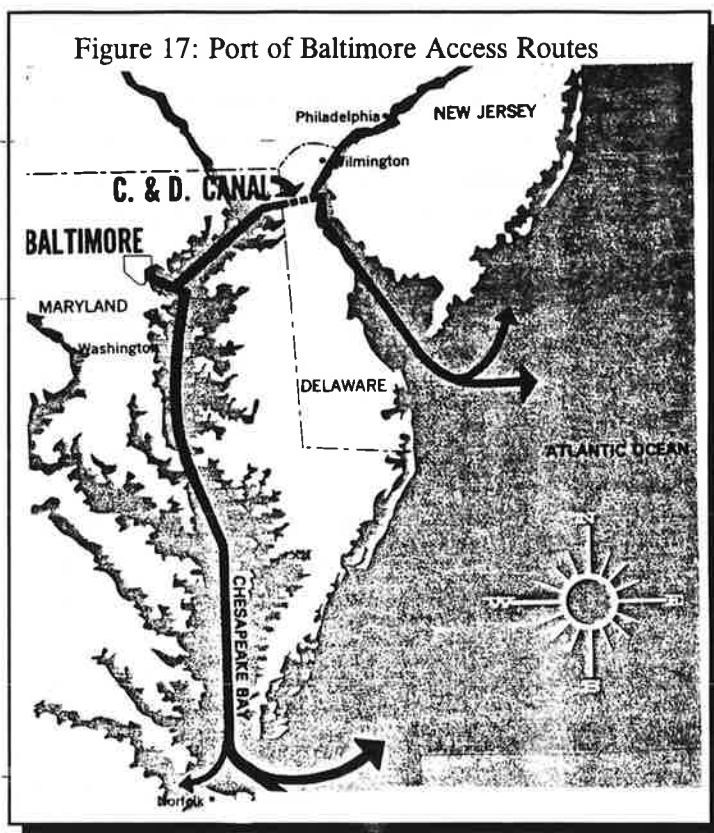 Figure 17: Port of Baltimore Access Routes
Philadelphia
NEW JERSEY
Wilmington
C. & D. CANAL
BALTIMORE
MARYLAND
Washington
DELAWARE
ATLANTIC OCEAN
N
W
E
S
CHESAPEAKE BAY
Norfolk